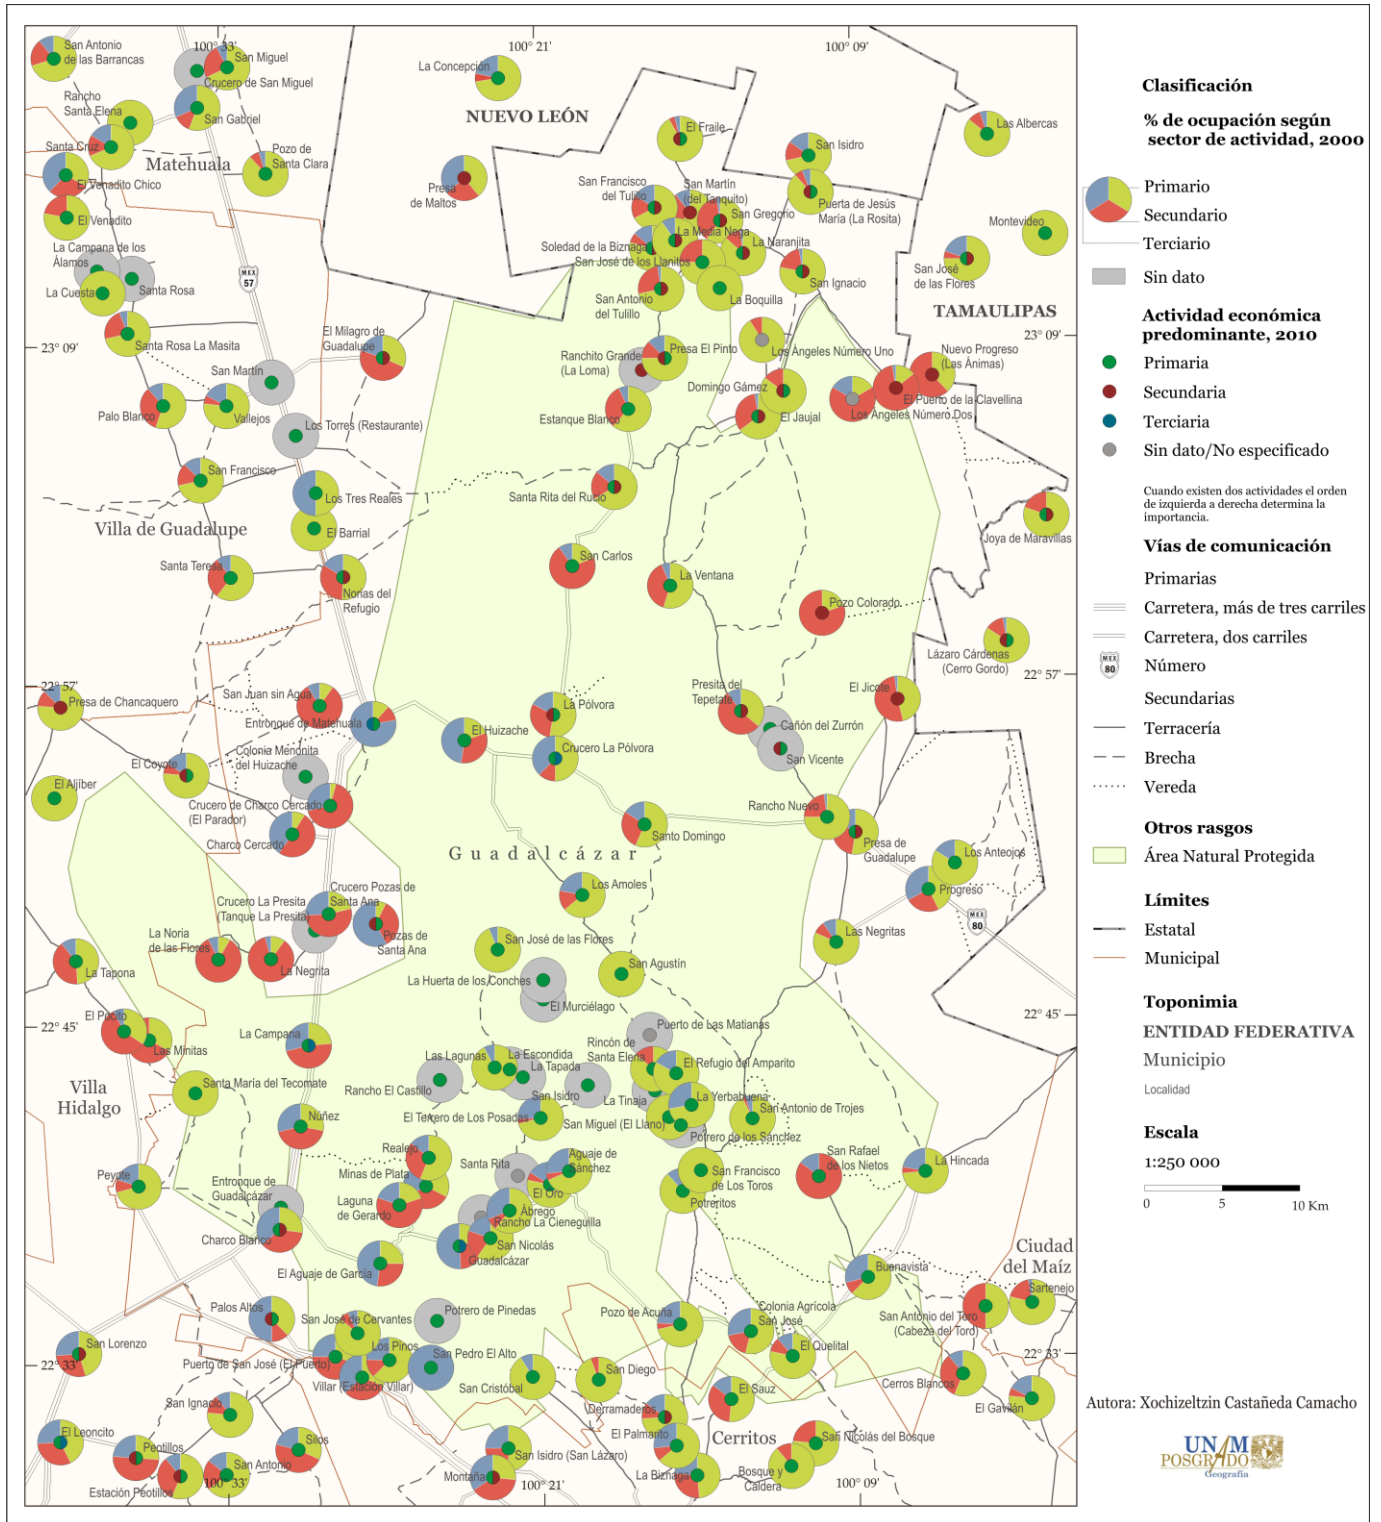 100° 33'
100° 21'
100° 09'
San Antonio
de las Barrancas
San Miguel
Crucero de San Miguel
La Concepción
Rancho
Santa Elena
San Gabriel
NUEVO LEÓN
El Fraile
Las Albercas
Santa Cruz
Matehuala
Pozo de
Santa Clara
San Isidro
El Venadito Chico
Presa
de Maltos
San Francisco
del Tulillo
San Martín
(del Tanquito)
Puerta de Jesús
María (La Rosita)
El Venadito
San Gregorio
Montevideo
La Media Nega
La Naranjita
La Campana de los
Álamos
Soledad de la Biznaga
San José de los Llanitos
San José
de las Flores
Santa Rosa
La Cuesta
MEX
57
San Ignacio
San Antonio
del Tulillo
La Boquilla
TAMAULIPAS
El Milagro de
Guadalupe
23° 09'
23° 09'
Santa Rosa La Masita
Ranchito Grande
(La Loma)
Presa El Pinto
Los Ángeles Número Uno
Nuevo Progreso
(Las Ánimas)
San Martín
Domingo Gámez
El Puerto de la Clavellina
Palo Blanco
Vallejos
Los Torres (Restaurante)
Estanque Blanco
El Jaujal
Los Ángeles Número Dos
San Francisco
Los Tres Reales
Santa Rita del Rucio
Villa de Guadalupe
El Barrial
Joya de Maravillas
Santa Teresa
Norias del
Refugio
San Carlos
La Ventana
Pozo Colorado
Lázaro Cárdenas
(Cerro Gordo)
22° 57'
22° 57'
Presa de Chancaquero
San Juan sin Agua
Entronque de Matehuala
La Pólvora
Presita del
Tepetate
El Jicote
Cañón del Zurrón
El Huizache
Crucero La Pólvora
San Vicente
El Coyote
Colonia Menonita
del Huizache
El Aljíber
Crucero de Charco Cercado
(El Parador)
Charco Cercado
Rancho Nuevo
Santo Domingo
Presa de
Guadalupe
Los Anteojos
Guadalcázar
Progreso
Crucero La Presita
(Tanque La Presita)
Crucero Pozas de
Santa Ana
Los Amoles
MEX
80
La Noria
de las Flores
La Negrita
Pozas de
Santa Ana
San José de las Flores
Las Negritas
La Tapona
La Huerta de los Conches
San Agustín
El Murciélago
22° 45'
22° 45'
El Pocito
Las Minitas
La Campana
Puerto de Las Matianas
Rincón de
Santa Elena
Las Lagunas
La Escondida
La Tapada
El Refugio del Amparito
Villa
Hidalgo
Santa María del Tecomate
Rancho El Castillo
San Isidro
La Tinaja
La Yerbabuena
San Antonio de Trojes
Núñez
El Terrero de Los Posadas
San Miguel (El Llano)
Potrero de los Sánchez
Realejo
Aguaje de
Sánchez
San Rafael
de los Nietos
La Hincada
Peyote
Minas de Plata
Santa Rita
San Francisco
de Los Toros
Entronque de
Guadalcázar
Laguna
de Gerardo
El Oro
Abrego
Potreritos
Charco Blanco
Rancho La Cieneguilla
San Nicolás
Guadalcázar
El Aguaje de García
Buenavista
Ciudad
del Maíz
Palos Altos
Potrero de Pinedas
San José de Cervantes
Pozo de Acuña
Colonia Agrícola
San José
San Antonio del Toro
(Cabeza del Toro)
Sartenejo
San Lorenzo
22° 33'
22° 33'
Los Pinos
San Pedro El Alto
El Quelital
Puerto de San José (El Puerto)
Villar (Estación Villar)
San Cristóbal
San Diego
Cerros Blancos
El Gavilán
San Ignacio
El Sauz
Derramaderos
El Leoncito
Peotillos
Silos
San Isidro (San Lázaro)
El Palmanto
Cerritos
San Nicolás del Bosque
Estación Peotillos
San Antonio
Montaña
La Biznaga
Bosque y
Caldera
100° 33'
100° 21'
100° 09'
Clasificación
% de ocupación según
sector de actividad, 2000
Primario
Secundario
Terciario
Sin dato
Actividad económica
predominante, 2010
Primaria
Secundaria
Terciaria
Sin dato/No especificado
Cuando existen dos actividades el orden
de izquierda a derecha determina la
importancia.
Vías de comunicación
Primarias
Carretera, más de tres carriles
Carretera, dos carriles
MEX
80
Número
Secundarias
Terracería
Brecha
Vereda
Otros rasgos
Área Natural Protegida
Límites
Estatal
Municipal
Toponimia
ENTIDAD FEDERATIVA
Municipio
Localidad
Escala
1:250 000
0 5 10 Km
Autora: Xochizeltzin Castañeda Camacho
UNAM
POSGRADO
Geografía